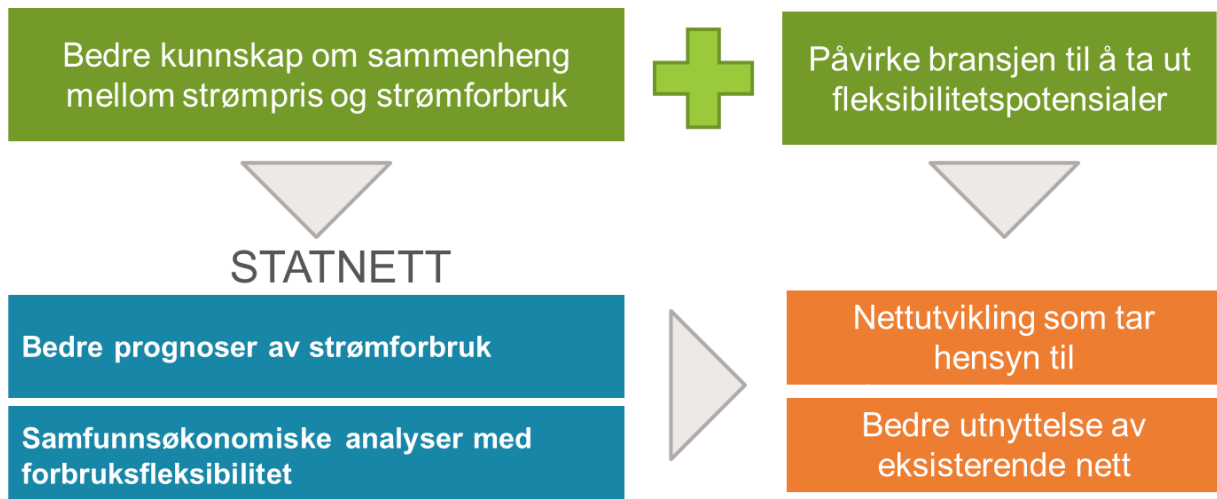 Bedre kunnskap om sammenheng
mellom strømpris og strømforbruk
Påvirke bransjen til å ta ut
fleksibilitetspotensialer
STATNETT
Bedre prognoser av strømforbruk
Samfunnsøkonomiske analyser med
forbruksfleksibilitet
Nettutvikling som tar
hensyn til
Bedre utnyttelse av
eksisterende nett